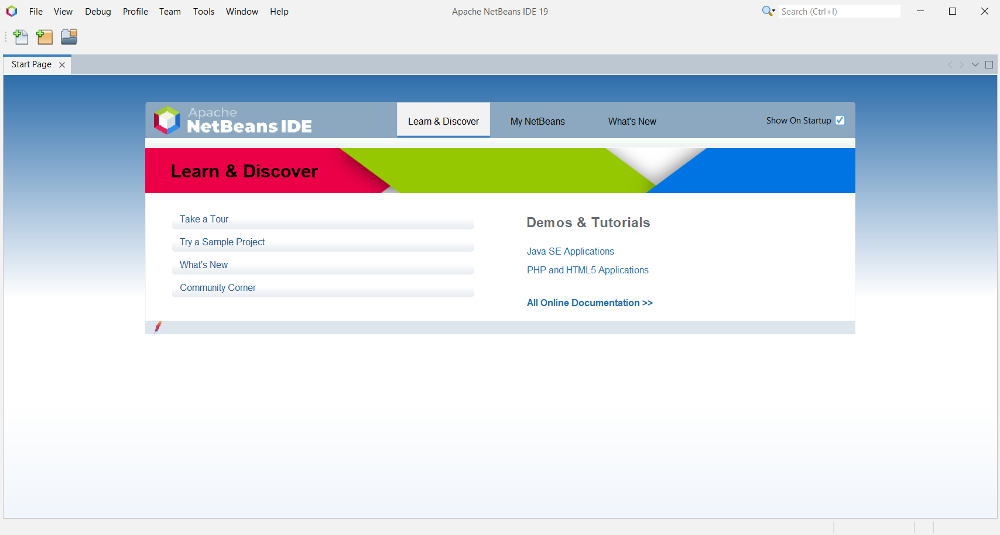 File View Debug Profile Team Tools Window Help
Apache NetBeans IDE 19
Search (Ctrl+I)
Start Page
Apache
NetBeans IDE
Learn & Discover
My NetBeans
What's New
Show On Startup
Learn & Discover
Take a Tour
Try a Sample Project
What's New
Community Corner
Demos & Tutorials
Java SE Applications
PHP and HTML5 Applications
All Online Documentation >>